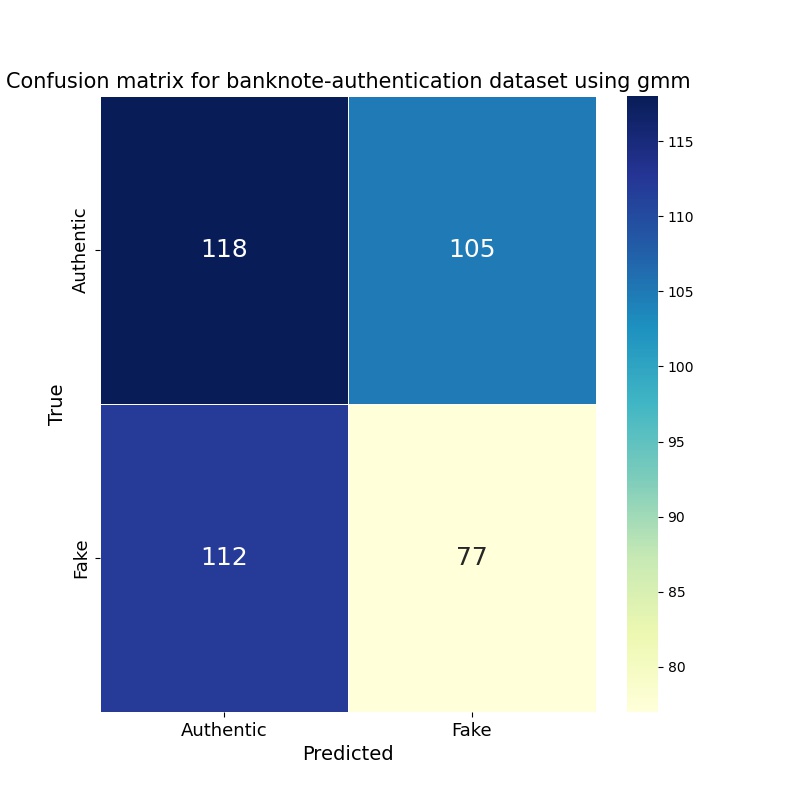 Confusion matrix for banknote-authentication dataset using gmm
118
105
112
77
Authentic
Fake
True
Authentic
Fake
Predicted
115
110
105
100
95
90
85
80